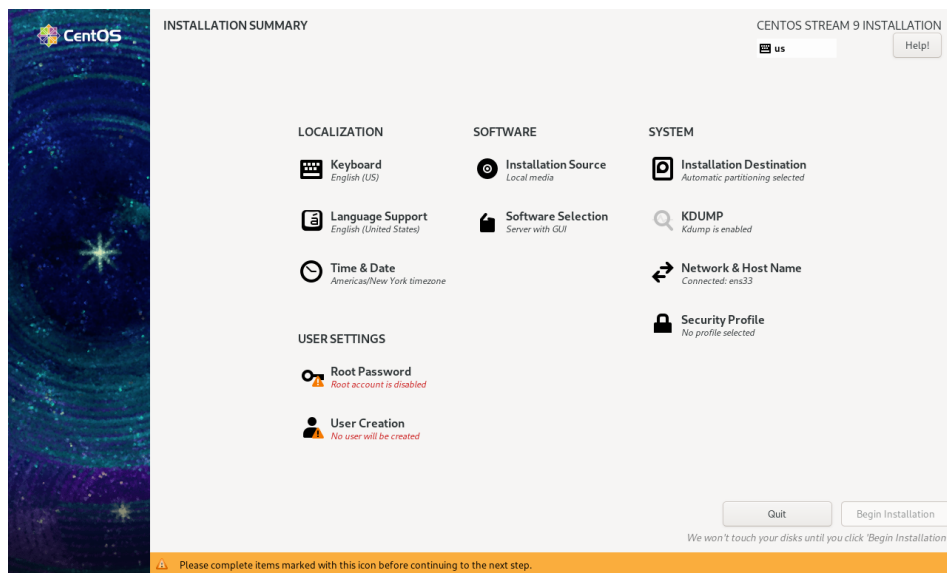 CentOS
INSTALLATION SUMMARY
CENTOS STREAM 9 INSTALLATION
us
Help!
LOCALIZATION
Keyboard
English (US)
Language Support
English (United States)
Time & Date
Americas/New York timezone
SOFTWARE
Installation Source
Local media
Software Selection
Server with GUI
SYSTEM
Installation Destination
Automatic partitioning selected
KDUMP
Kdump is enabled
Network & Host Name
Connected: ens33
Security Profile
No profile selected
USER SETTINGS
Root Password
Root account is disabled
User Creation
No user will be created
Quit
Begin Installation
We won't touch your disks until you click 'Begin Installation
Please complete items marked with this icon before continuing to the next step.